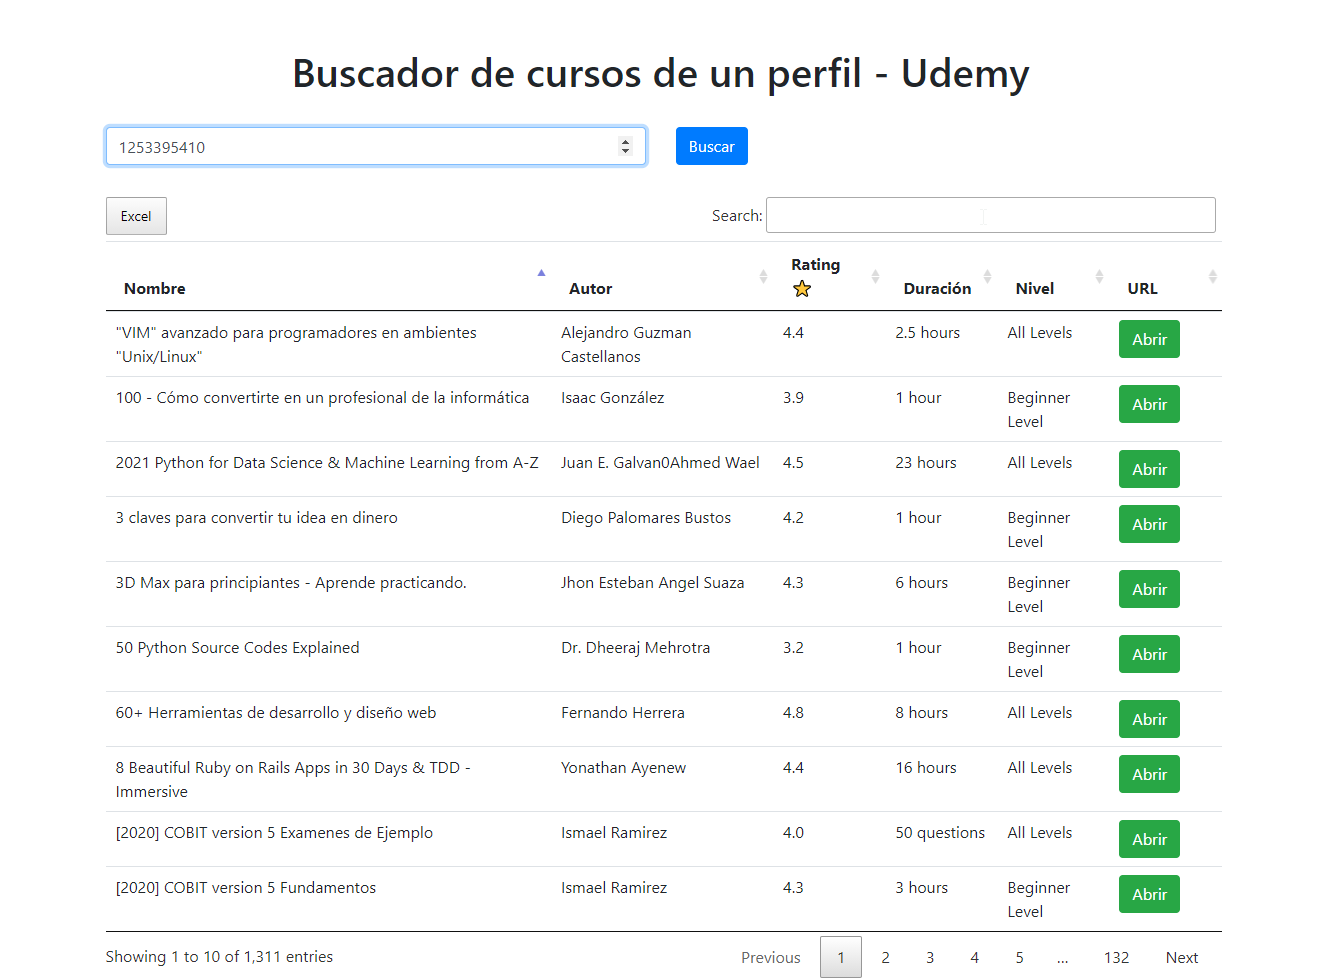 Buscador de cursos de un perfil - Udemy
1253395410
Buscar
Excel
Search:
Rating
Nombre Autor ⭐ Duración Nivel URL
"VIM" avanzado para programadores en ambientes Alejandro Guzman 4.4 2.5 hours All Levels Abrir
"Unix/Linux" Castellanos
100 - Cómo convertirte en un profesional de la informática Isaac González 3.9 1 hour Beginner Abrir
Level
2021 Python for Data Science & Machine Learning from A-Z Juan E. Galvan0Ahmed Wael 4.5 23 hours All Levels Abrir
3 claves para convertir tu idea en dinero Diego Palomares Bustos 4.2 1 hour Beginner Abrir
Level
3D Max para principiantes - Aprende practicando. Jhon Esteban Angel Suaza 4.3 6 hours Beginner Abrir
Level
50 Python Source Codes Explained Dr. Dheeraj Mehrotra 3.2 1 hour Beginner Abrir
Level
60+ Herramientas de desarrollo y diseño web Fernando Herrera 4.8 8 hours All Levels Abrir
8 Beautiful Ruby on Rails Apps in 30 Days & TDD - Yonathan Ayenew 4.4 16 hours All Levels Abrir
Immersive
[2020] COBIT version 5 Examenes de Ejemplo Ismael Ramirez 4.0 50 questions All Levels Abrir
[2020] COBIT version 5 Fundamentos Ismael Ramirez 4.3 3 hours Beginner Abrir
Level
Showing 1 to 10 of 1,311 entries Previous 1 2 3 4 5 ... 132 Next